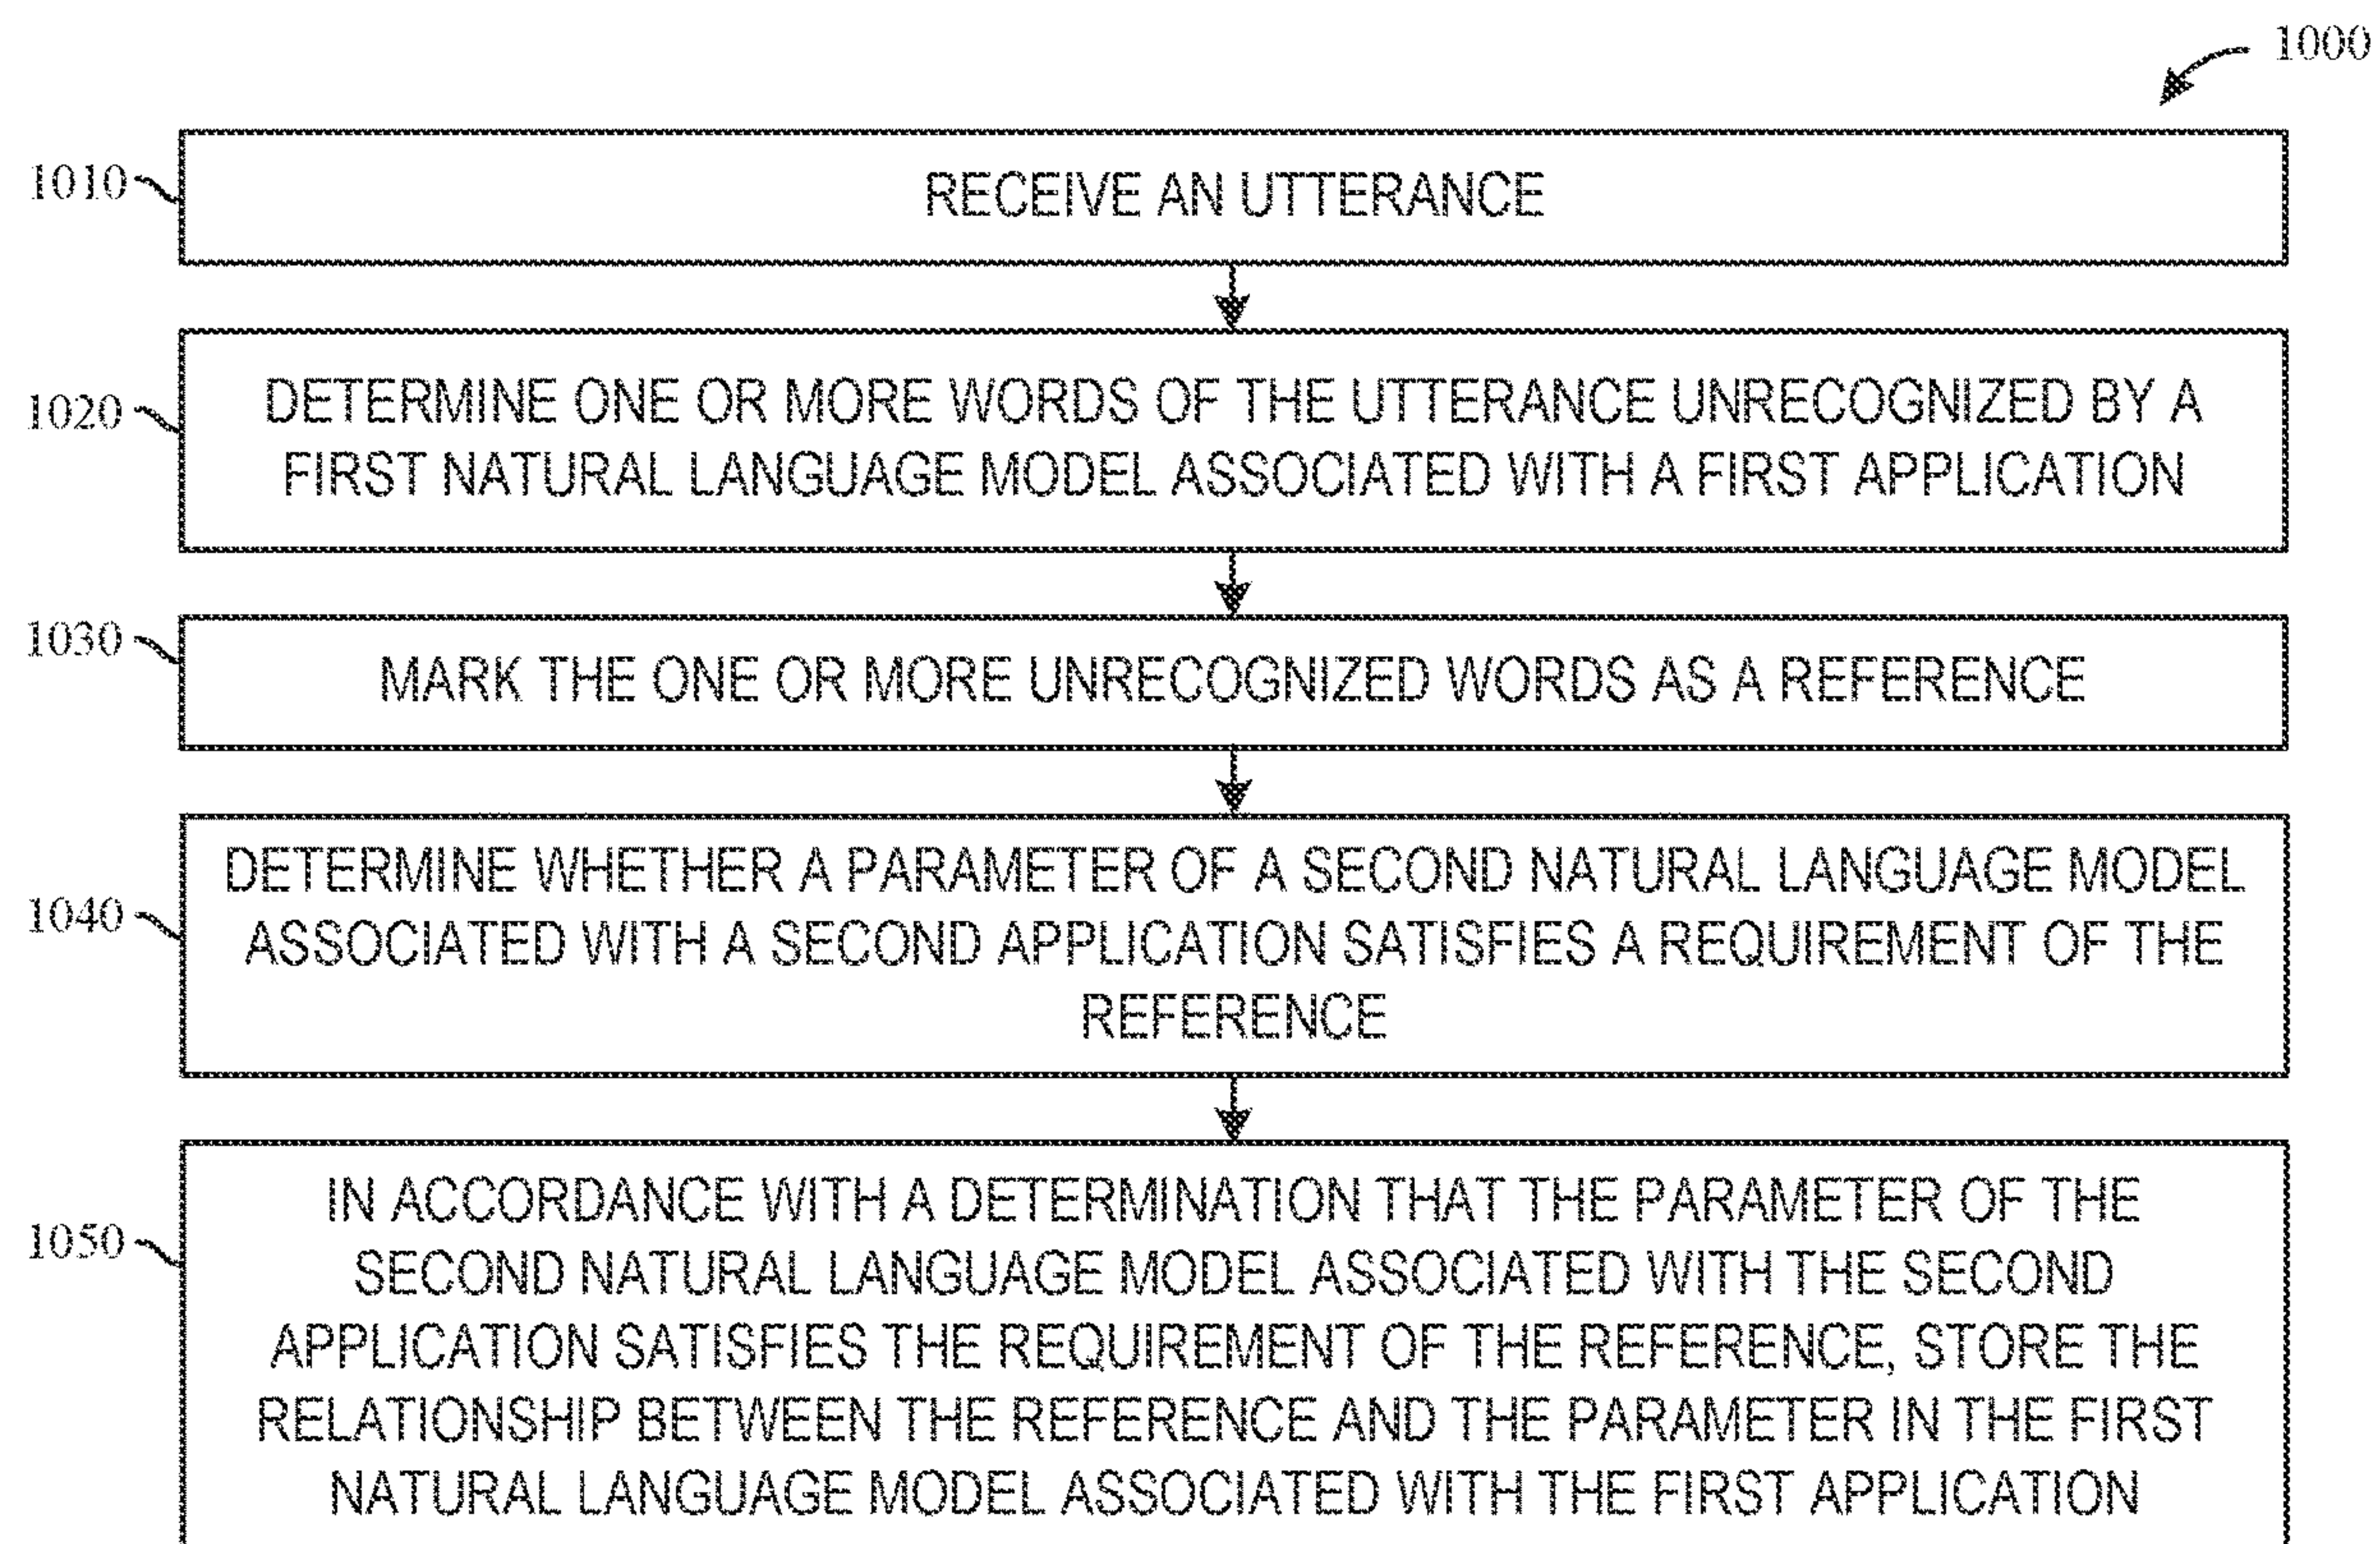 1000
1010
RECEIVE AN UTTERANCE
1020
DETERMINE ONE OR MORE WORDS OF THE UTTERANCE UNRECOGNIZED BY A
FIRST NATURAL LANGUAGE MODEL ASSOCIATED WITH A FIRST APPLICATION
1030
MARK THE ONE OR MORE UNRECOGNIZED WORDS AS A REFERENCE
1040
DETERMINE WHETHER A PARAMETER OF A SECOND NATURAL LANGUAGE MODEL
ASSOCIATED WITH A SECOND APPLICATION SATISFIES A REQUIREMENT OF THE
REFERENCE
1050
IN ACCORDANCE WITH A DETERMINATION THAT THE PARAMETER OF THE
SECOND NATURAL LANGUAGE MODEL ASSOCIATED WITH THE SECOND
APPLICATION SATISFIES THE REQUIREMENT OF THE REFERENCE, STORE THE
RELATIONSHIP BETWEEN THE REFERENCE AND THE PARAMETER IN THE FIRST
NATURAL LANGUAGE MODEL ASSOCIATED WITH THE FIRST APPLICATION